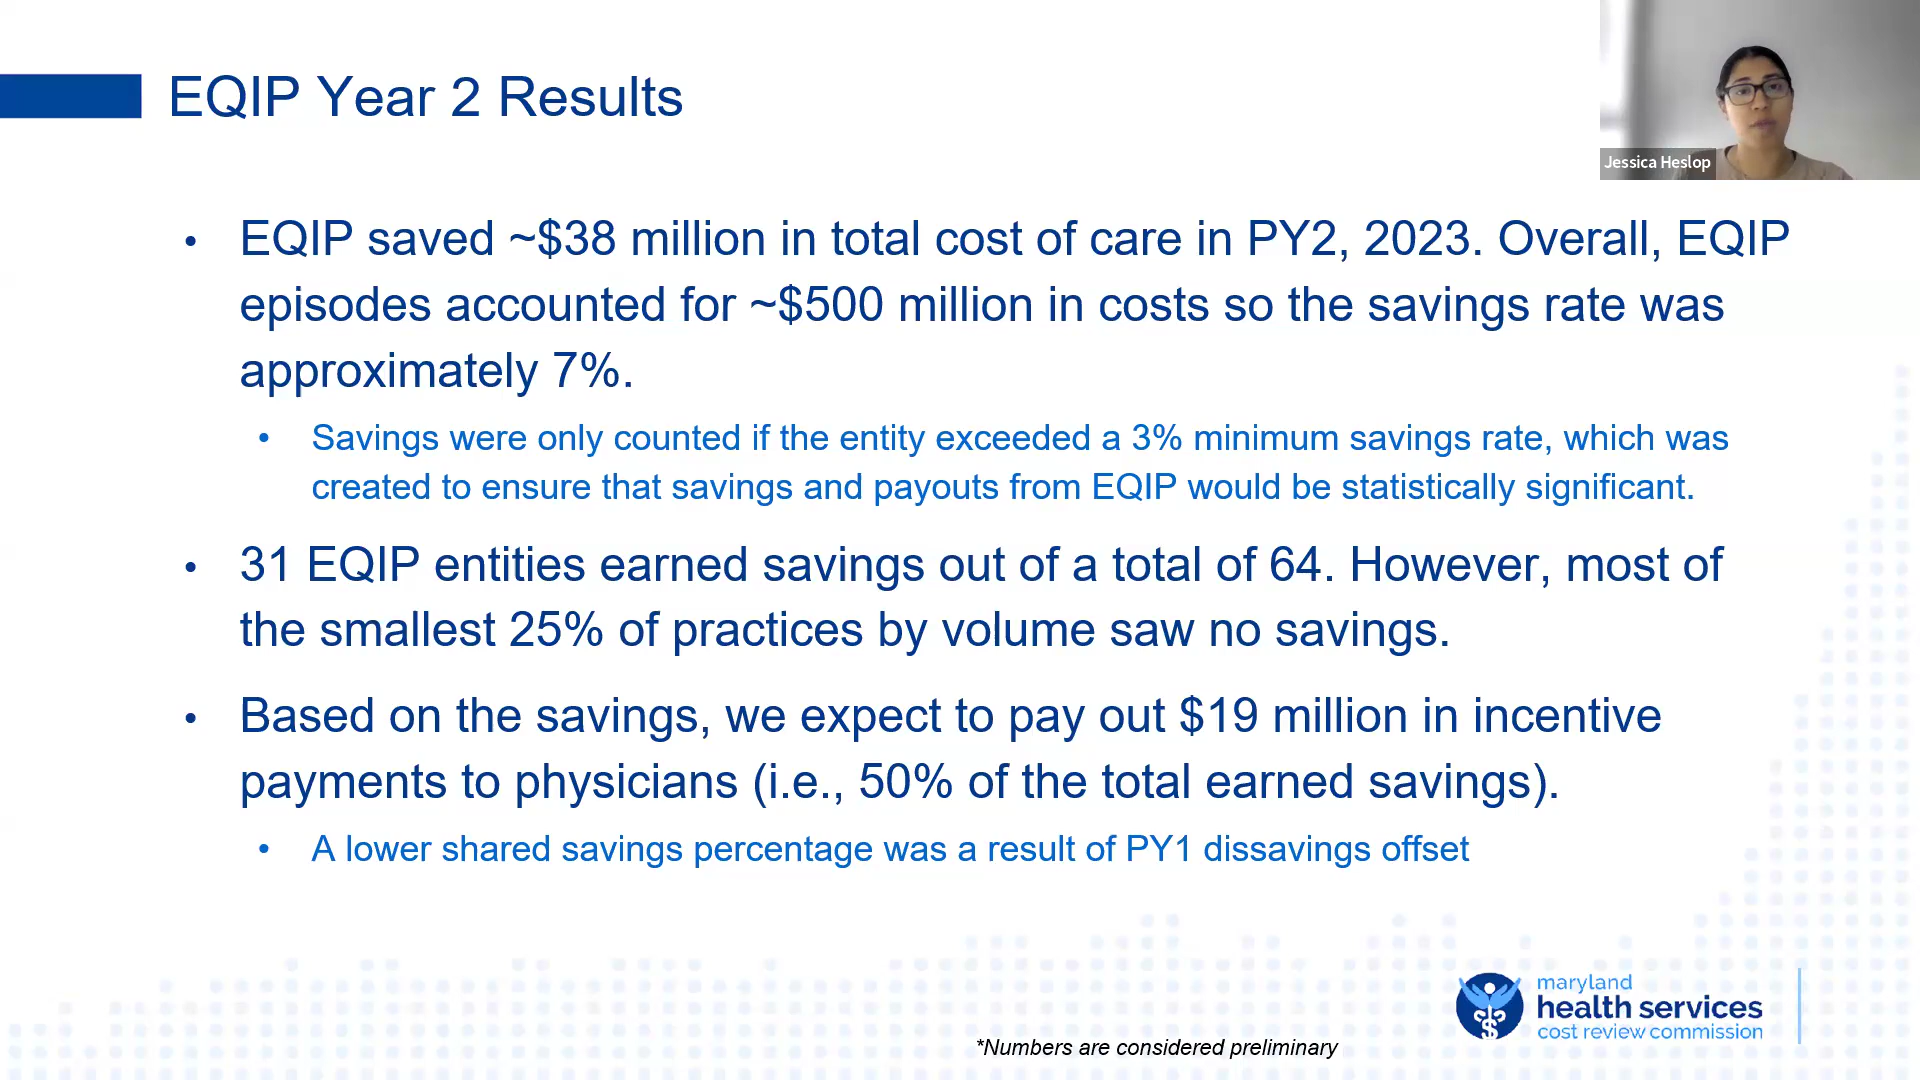 EQIP Year 2 Results
Jessica Heslop
• EQIP saved ~$38 million in total cost of care in PY2, 2023. Overall, EQIP
episodes accounted for ~$500 million in costs so the savings rate was
approximately 7%.
• Savings were only counted if the entity exceeded a 3% minimum savings rate, which was
created to ensure that savings and payouts from EQIP would be statistically significant.
• 31 EQIP entities earned savings out of a total of 64. However, most of
the smallest 25% of practices by volume saw no savings.
• Based on the savings, we expect to pay out $19 million in incentive
payments to physicians (i.e., 50% of the total earned savings).
• A lower shared savings percentage was a result of PY1 dissavings offset
maryland
health services
cost review commission
*Numbers are considered preliminary